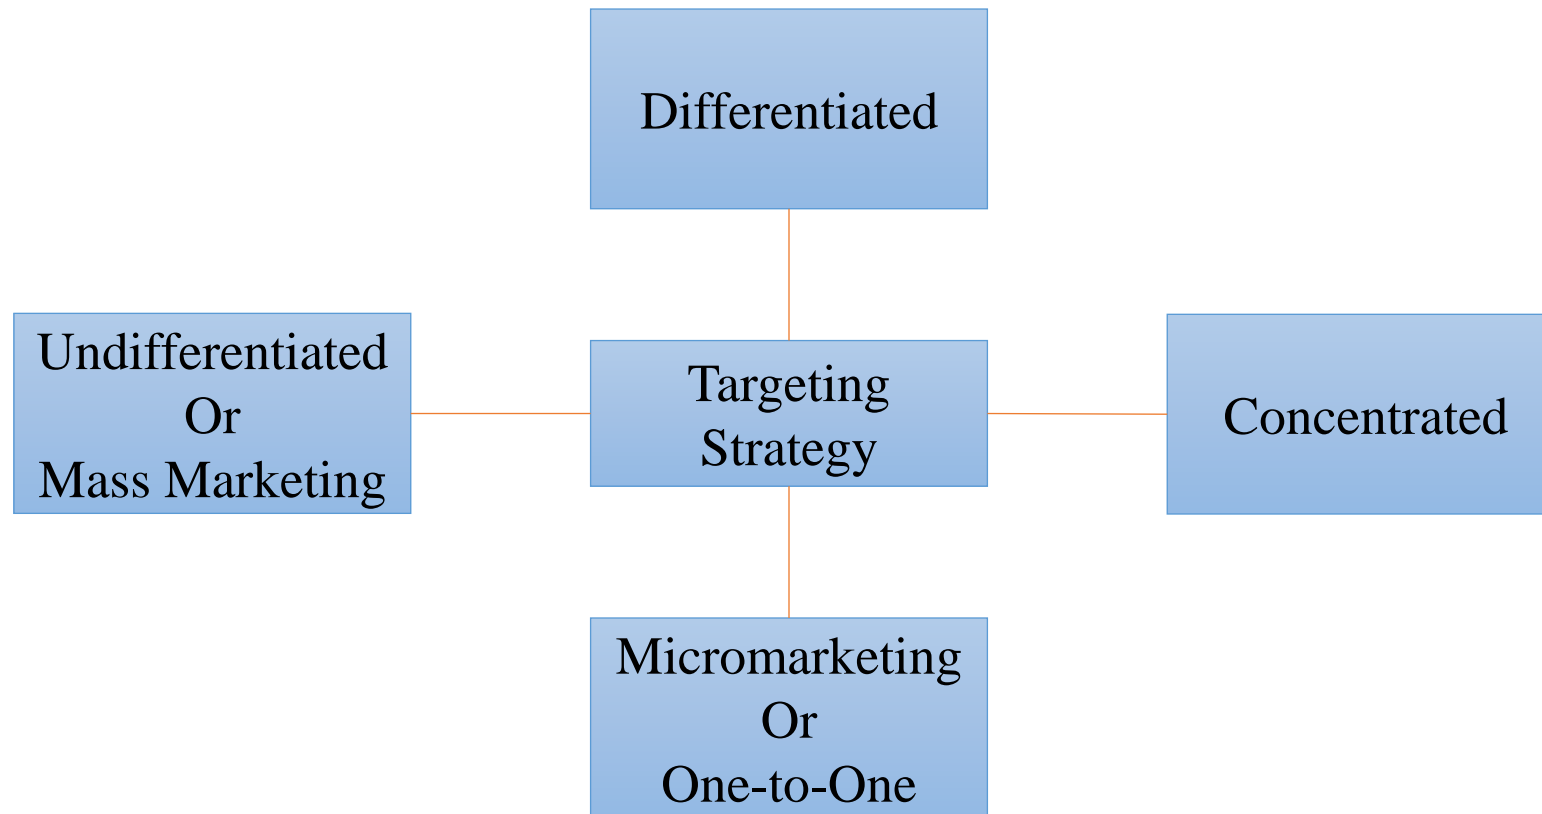 Differentiated
Undifferentiated
Or
Mass Marketing
Targeting
Strategy
Concentrated
Micromarketing
Or
One-to-One